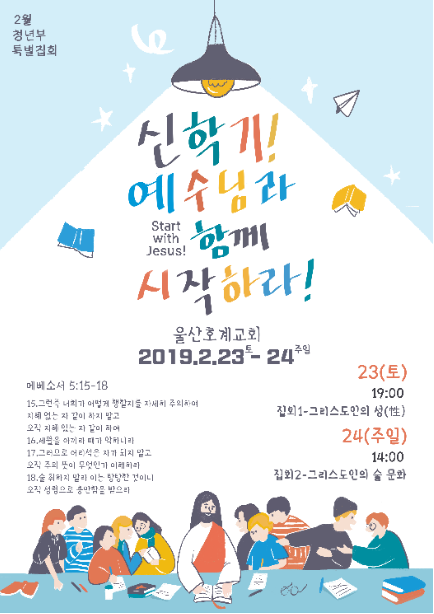 2월
청년부
특별집회
신학기!
예수님과
Start
with
Jesus!
함께
시작하라!
울산호계교회
2019.2.23토- 24주일
에베소서 5:15-18
15.그런즉 너희가 어떻게 행할지를 자세히 주의하여
지혜 없는 자 같이 하지 말고
오직 지혜 있는 자 같이 하여
16.세월을 아끼라 때가 악하니라
17.그러므로 어리석은 자가 되지 말고
오직 주의 뜻이 무엇인가 이해하라
18.술 취하지 말라 이는 방탕한 것이니
오직 성령으로 충만함을 받으라
23(토)
19:00
집회1-그리스도인의 성(性)
24(주일)
14:00
집회2-그리스도인의 술 문화